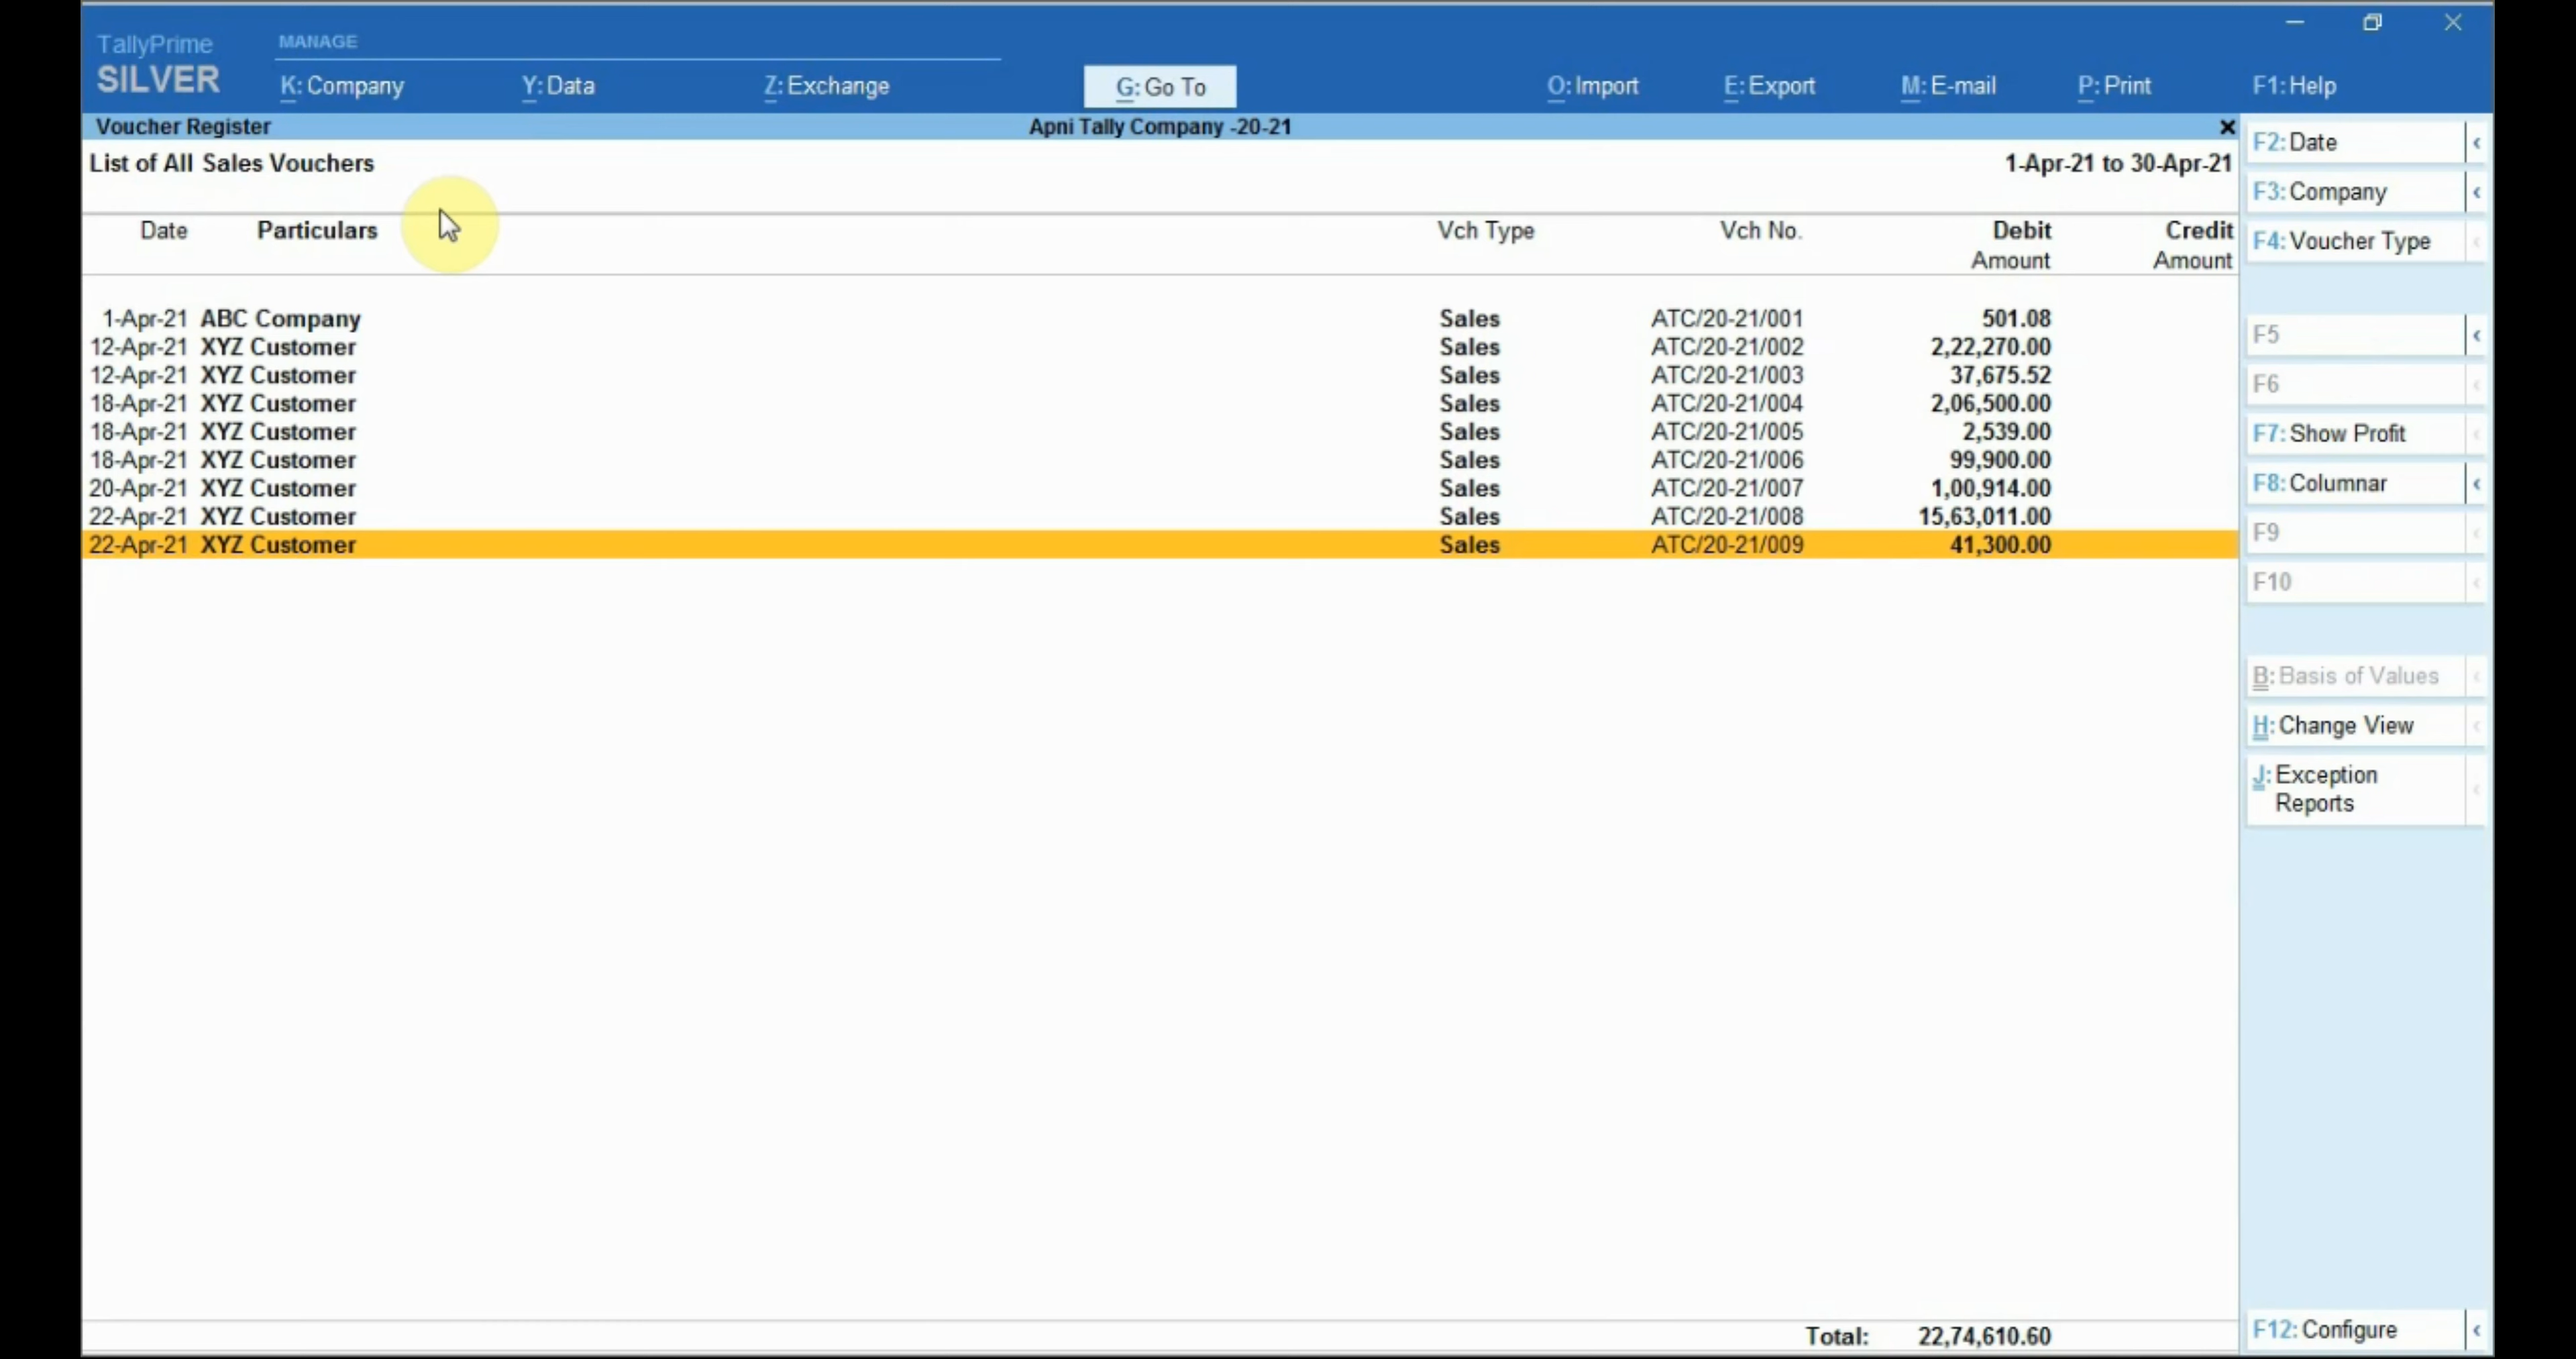 TallyPrime
SILVER
MANAGE
K: Company Y: Data Z: Exchange G: Go To O: Import E: Export M: E-mail P: Print F1: Help
Voucher Register Apni Tally Company -20-21
List of All Sales Vouchers 1-Apr-21 to 30-Apr-21
Date Particulars Vch Type Vch No. Debit Amount Credit Amount
1-Apr-21 ABC Company Sales ATC/20-21/001 501.08
12-Apr-21 XYZ Customer Sales ATC/20-21/002 2,22,270.00
12-Apr-21 XYZ Customer Sales ATC/20-21/003 37,675.52
18-Apr-21 XYZ Customer Sales ATC/20-21/004 2,06,500.00
18-Apr-21 XYZ Customer Sales ATC/20-21/005 2,539.00
18-Apr-21 XYZ Customer Sales ATC/20-21/006 99,900.00
20-Apr-21 XYZ Customer Sales ATC/20-21/007 1,00,914.00
22-Apr-21 XYZ Customer Sales ATC/20-21/008 15,63,011.00
22-Apr-21 XYZ Customer Sales ATC/20-21/009 41,300.00
Total: 22,74,610.60
F2: Date
F3: Company
F4: Voucher Type
F5
F6
F7: Show Profit
F8: Columnar
F9
F10
B: Basis of Values
H: Change View
J: Exception
Reports
F12: Configure